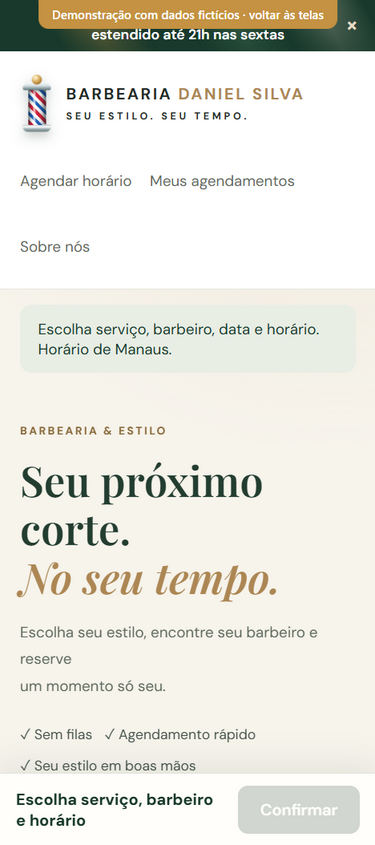 Demonstração com dados fictícios · voltar às telas
estendido até 21h nas sextas
×
BARBEARIA DANIEL SILVA
SEU ESTILO. SEU TEMPO.
Agendar horário Meus agendamentos
Sobre nós
Escolha serviço, barbeiro, data e horário.
Horário de Manaus.
BARBEARIA & ESTILO
Seu próximo
corte.
No seu tempo.
Escolha seu estilo, encontre seu barbeiro e
reserve
um momento só seu.
✓ Sem filas ✓ Agendamento rápido
✓ Seu estilo em boas mãos
Escolha serviço, barbeiro
e horário
Confirmar